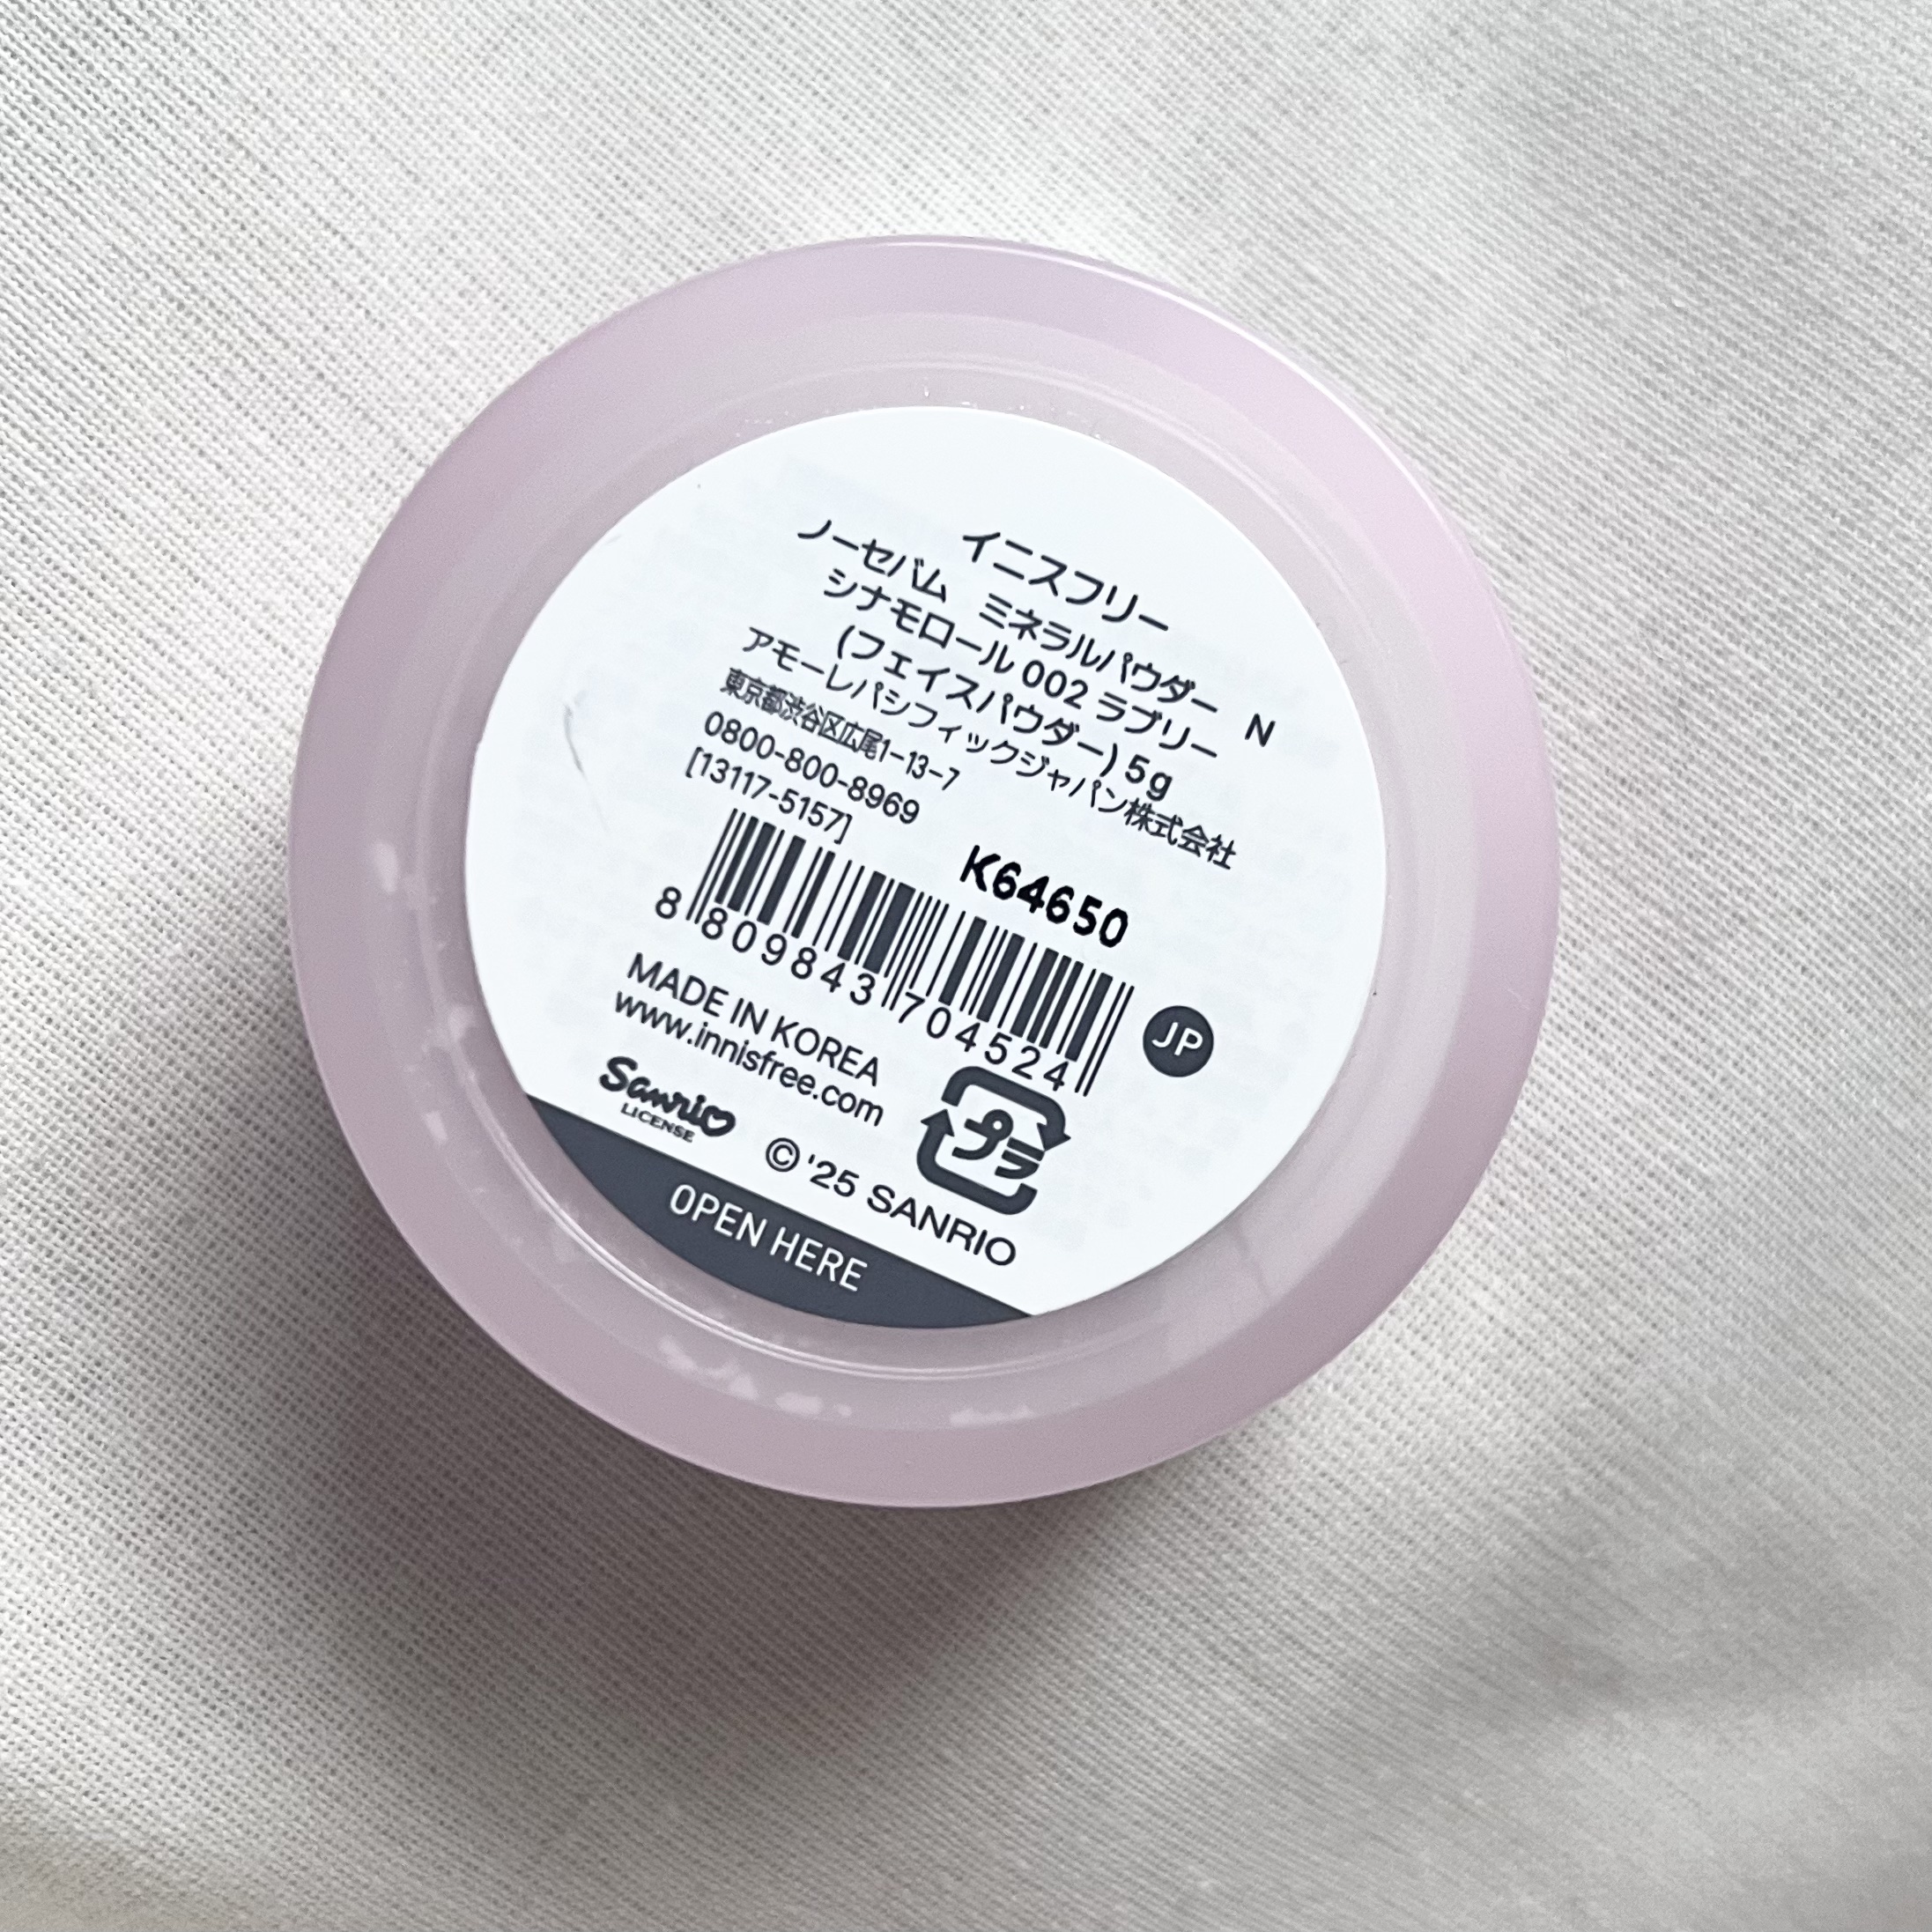 イニスフリー
ノーセバム ミネラルパウダー N
シナモロール 002 ラブリー
(フェイスパウダー) 5g
アモーレパシフィックジャパン株式会社
東京都渋谷区広尾1-13-7
0800-800-8969
[13117-5157]
K64650
8 809843 704524
JP
MADE IN KOREA
www.innisfree.com
プラ
Sanrio
LICENSE
© '25 SANRIO
OPEN HERE